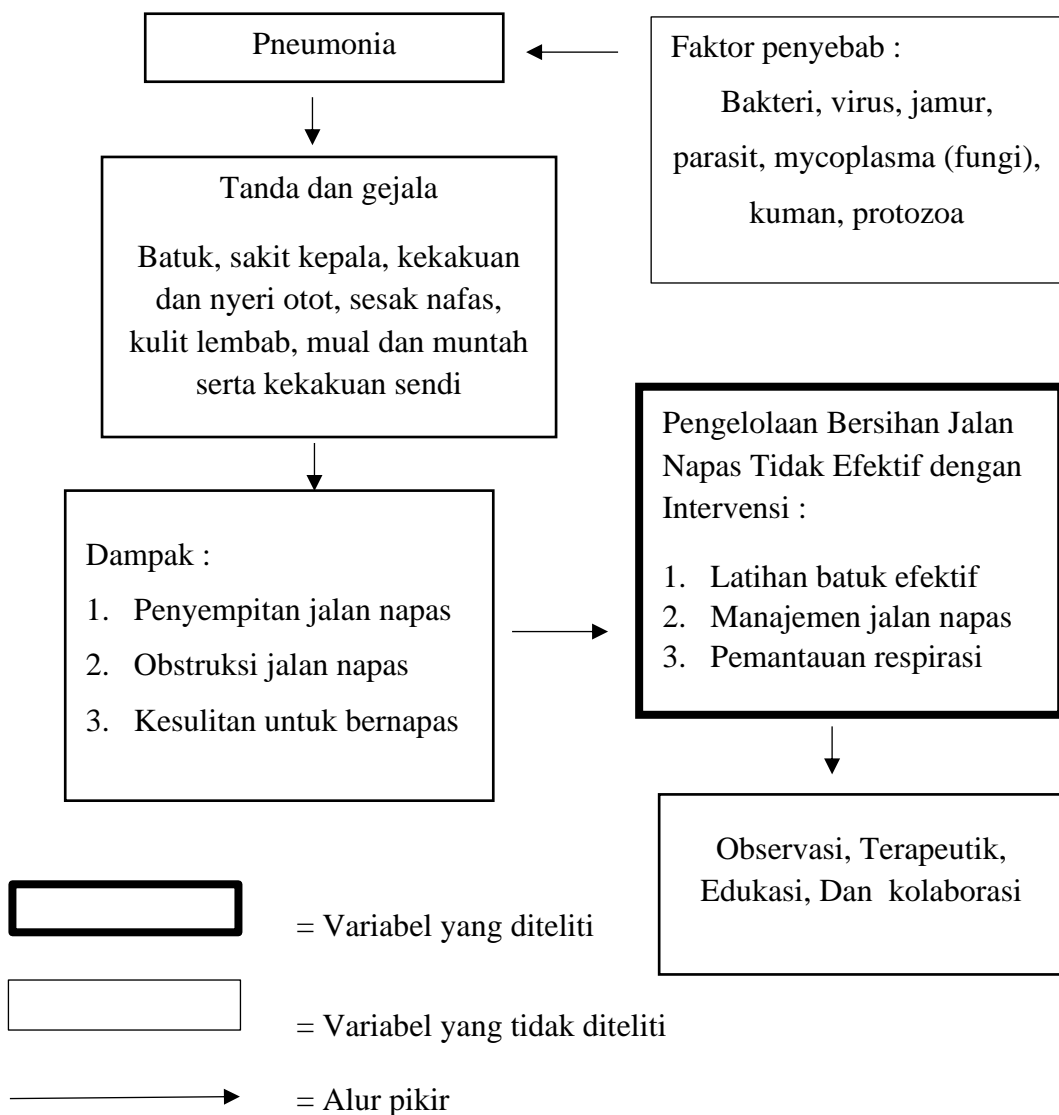 Pneumonia
Faktor penyebab :
Bakteri, virus, jamur,
parasit, mycoplasma (fungi),
kuman, protozoa
Tanda dan gejala
Batuk, sakit kepala, kekakuan
dan nyeri otot, sesak nafas,
kulit lembab, mual dan muntah
serta kekakuan sendi
Dampak :
1. Penyempitan jalan napas
2. Obstruksi jalan napas
3. Kesulitan untuk bernapas
Pengelolaan Bersihan Jalan
Napas Tidak Efektif dengan
Intervensi :
1. Latihan batuk efektif
2. Manajemen jalan napas
3. Pemantauan respirasi
Observasi, Terapeutik,
Edukasi, Dan kolaborasi
= Variabel yang diteliti
= Variabel yang tidak diteliti
= Alur pikir